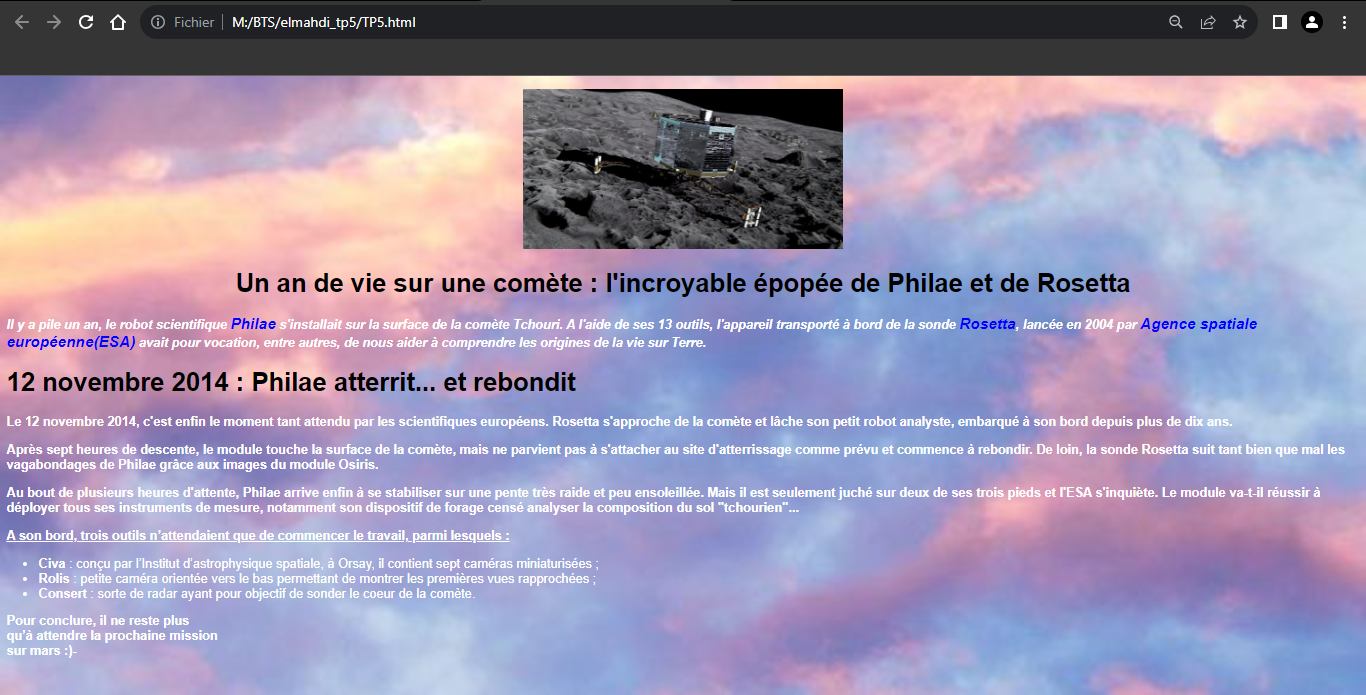 Fichier | M:/BTS/elmahdi_tp5/TP5.html
Un an de vie sur une comète : l'incroyable épopée de Philae et de Rosetta
Il y a pile un an, le robot scientifique Philae s'installait sur la surface de la comète Tchouri. A l'aide de ses 13 outils, l'appareil transporté à bord de la sonde Rosetta, lancée en 2004 par Agence spatiale
européenne(ESA) avait pour vocation, entre autres, de nous aider à comprendre les origines de la vie sur Terre.
12 novembre 2014 : Philae atterrit... et rebondit
Le 12 novembre 2014, c'est enfin le moment tant attendu par les scientifiques européens. Rosetta s'approche de la comète et lâche son petit robot analyste, embarqué à son bord depuis plus de dix ans.
Après sept heures de descente, le module touche la surface de la comète, mais ne parvient pas à s'attacher au site d'atterrissage comme prévu et commence à rebondir. De loin, la sonde Rosetta suit tant bien que mal les
vagabondages de Philae grâce aux images du module Osiris.
Au bout de plusieurs heures d'attente, Philae arrive enfin à se stabiliser sur une pente très raide et peu ensoleillée. Mais il est seulement juché sur deux de ses trois pieds et l'ESA s'inquiète. Le module va-t-il réussir à
déployer tous ses instruments de mesure, notamment son dispositif de forage censé analyser la composition du sol "tchourien"...
A son bord, trois outils n'attendaient que de commencer le travail, parmi lesquels :
• Civa : conçu par l'Institut d'astrophysique spatiale, à Orsay, il contient sept caméras miniaturisées ;
• Rolis : petite caméra orientée vers le bas permettant de montrer les premières vues rapprochées ;
• Consert : sorte de radar ayant pour objectif de sonder le coeur de la comète.
Pour conclure, il ne reste plus
qu'à attendre la prochaine mission
sur mars :)-